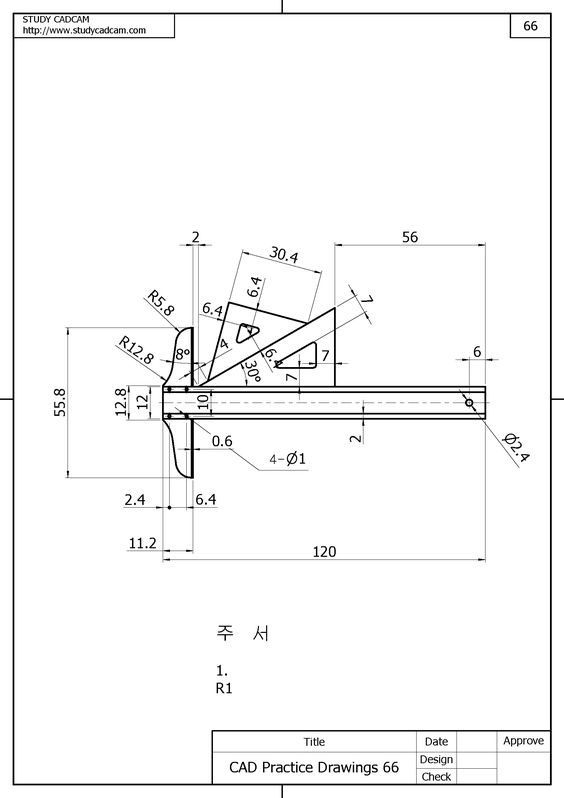 STUDY CADCAM
http://www.studycadcam.com
66
2
56
30.4
6.4
7
R5.8
6.4
R12.8
8°
4
6.4
7
6
30°
7
55.8
12.8
12
10
2
Ø2.4
0.6
4-Ø1
2.4
6.4
11.2
120
주 서
1.
R1
Title
Date
Approve
CAD Practice Drawings 66
Design
Check